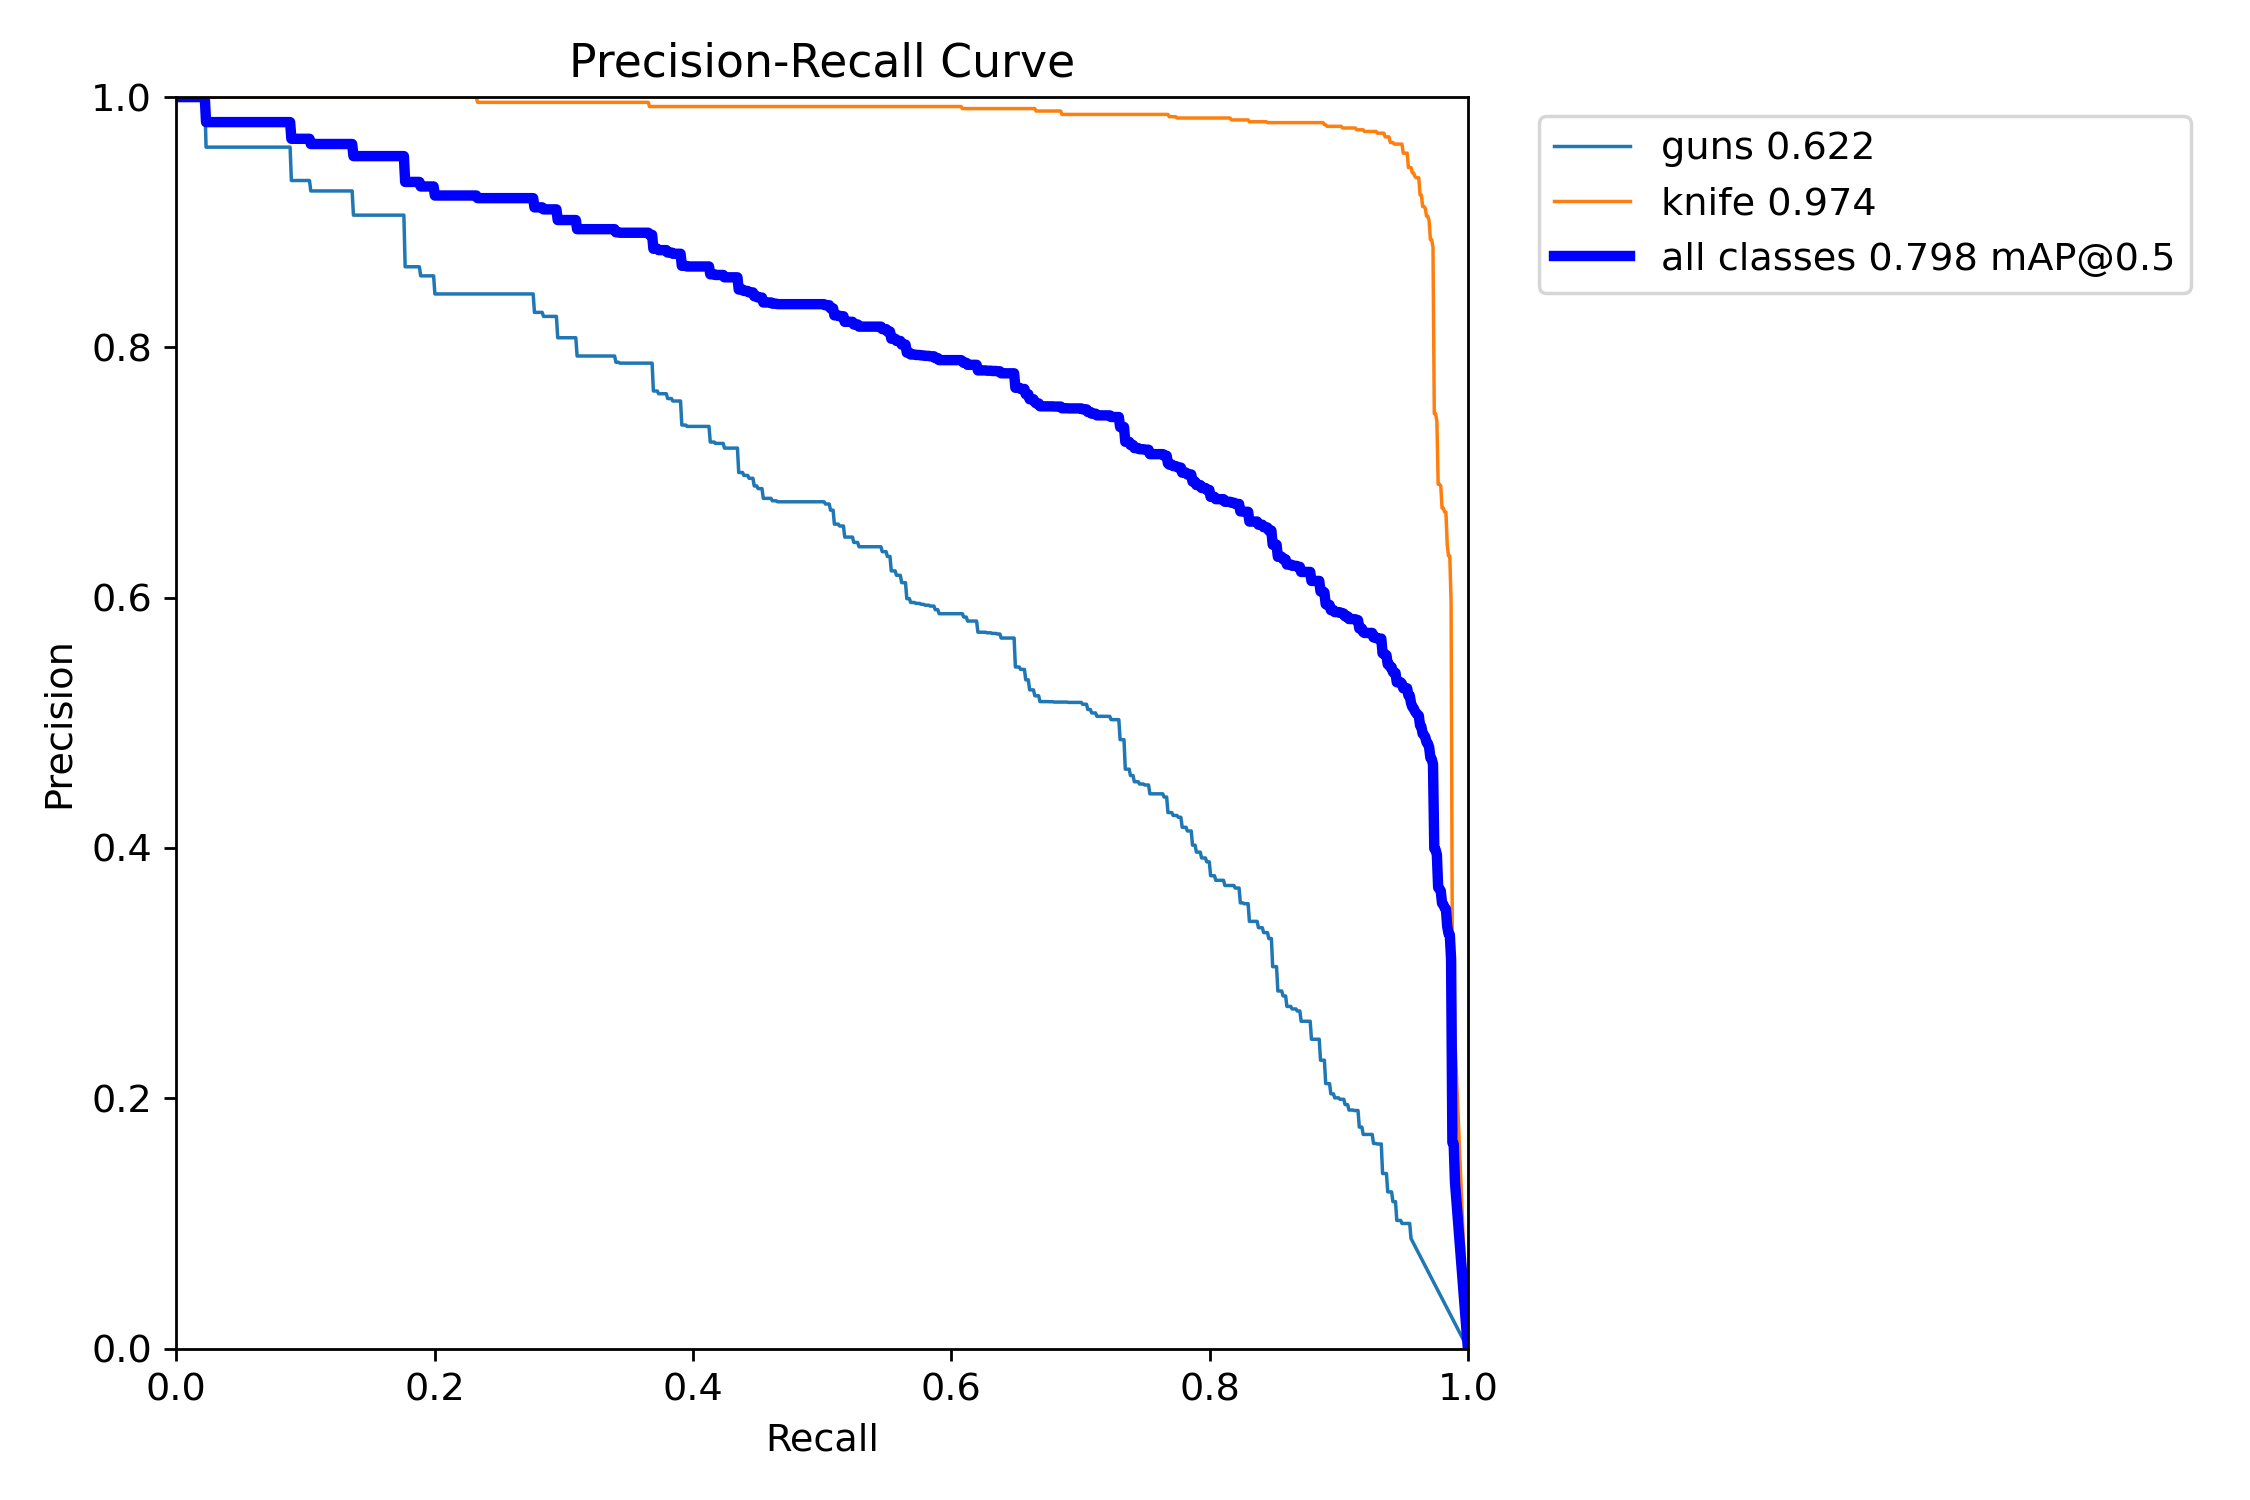 Precision-Recall Curve
1.0
0.8
0.6
0.4
0.2
0.0
Precision
0.0 0.2 0.4 0.6 0.8 1.0
Recall
guns 0.622
knife 0.974
all classes 0.798 mAP@0.5